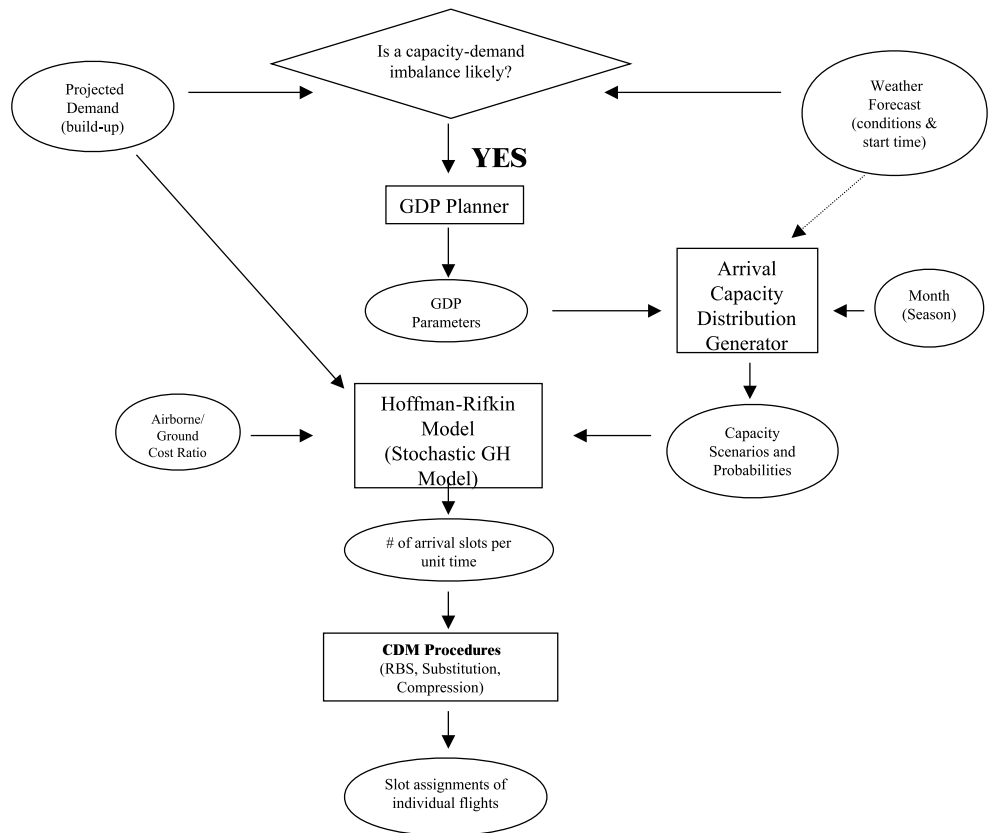 Is a capacity-demand
imbalance likely?
Projected
Demand
(build-up)
Weather
Forecast
(conditions &
start time)
YES
GDP Planner
Arrival
Capacity
Distribution
Generator
Month
(Season)
GDP
Parameters
Hoffman-Rifkin
Model
(Stochastic GH
Model)
Airborne/
Ground
Cost Ratio
Capacity
Scenarios and
Probabilities
# of arrival slots per
unit time
CDM Procedures
(RBS, Substitution,
Compression)
Slot assignments of
individual flights